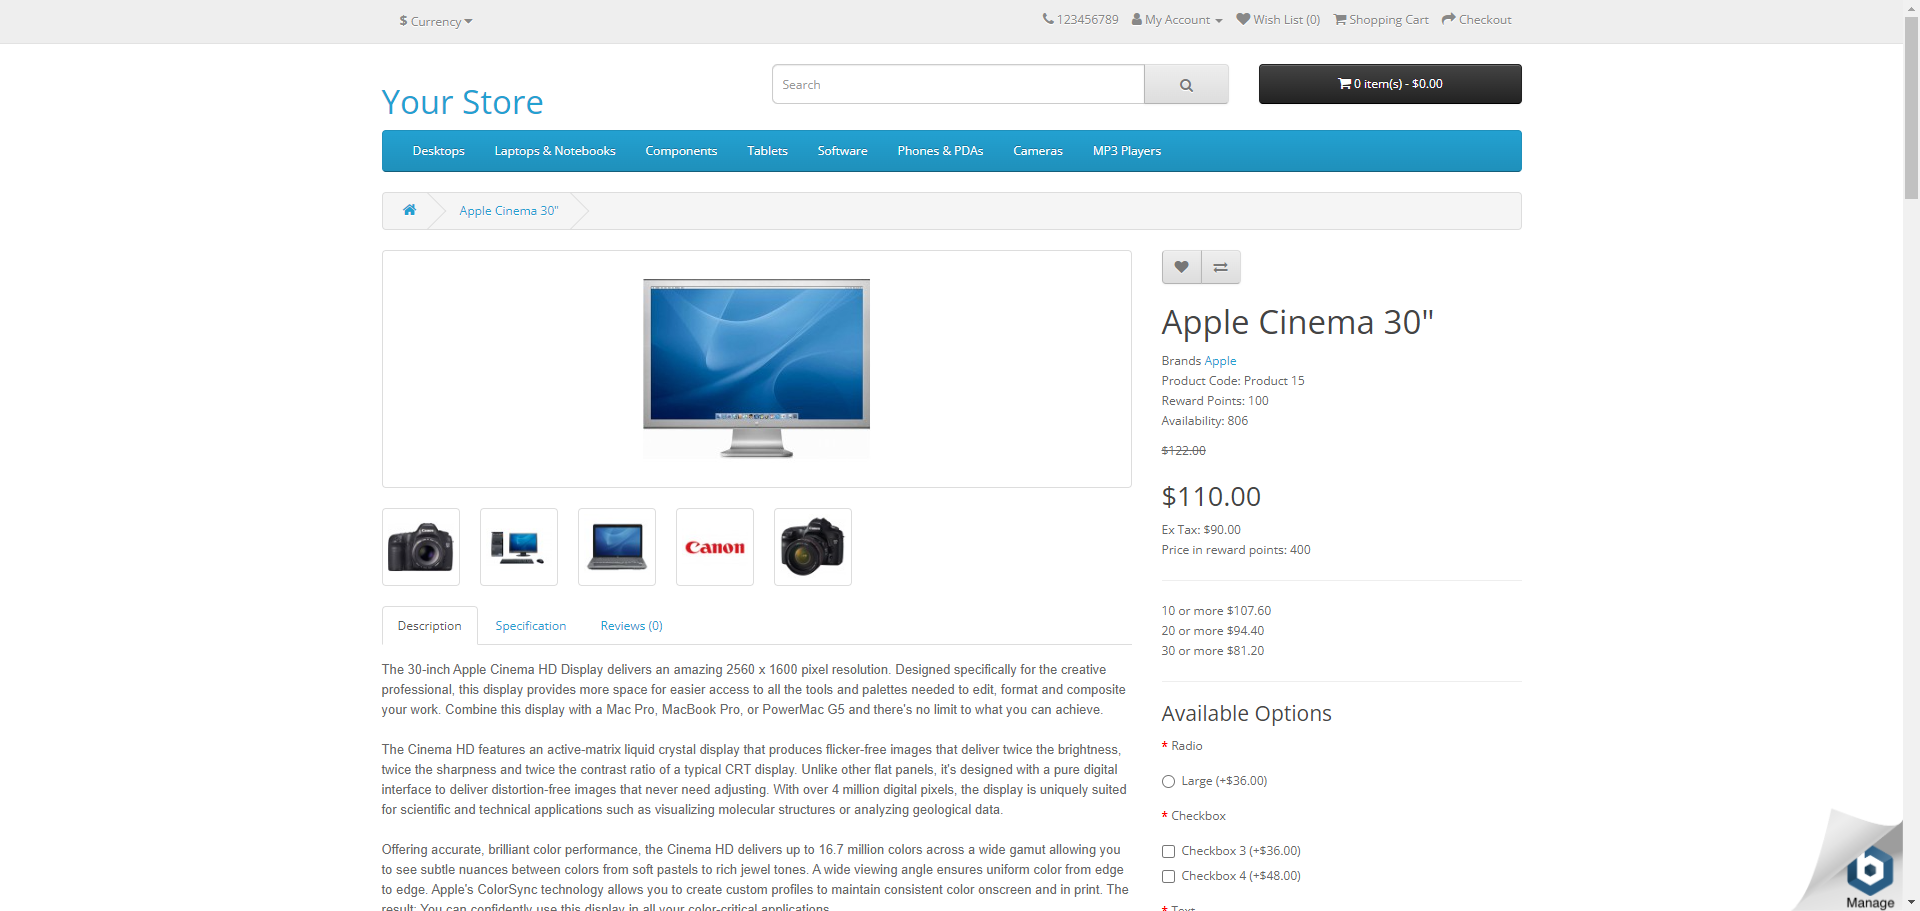 $ Currency
123456789 My Account Wish List (0) Shopping Cart Checkout
Your Store
Search
0 item(s) - $0.00
Desktops Laptops & Notebooks Components Tablets Software Phones & PDAs Cameras MP3 Players
Apple Cinema 30"
Apple Cinema 30"
Brands Apple
Product Code: Product 15
Reward Points: 100
Availability: 806
$122.00
$110.00
Ex Tax: $90.00
Price in reward points: 400
10 or more $107.60
20 or more $94.40
30 or more $81.20
Available Options
* Radio
Large (+$36.00)
* Checkbox
Checkbox 3 (+$36.00)
Checkbox 4 (+$48.00)
* Text
Canon
Description Specification Reviews (0)
The 30-inch Apple Cinema HD Display delivers an amazing 2560 x 1600 pixel resolution. Designed specifically for the creative
professional, this display provides more space for easier access to all the tools and palettes needed to edit, format and composite
your work. Combine this display with a Mac Pro, MacBook Pro, or PowerMac G5 and there's no limit to what you can achieve.
The Cinema HD features an active-matrix liquid crystal display that produces flicker-free images that deliver twice the brightness,
twice the sharpness and twice the contrast ratio of a typical CRT display. Unlike other flat panels, it's designed with a pure digital
interface to deliver distortion-free images that never need adjusting. With over 4 million digital pixels, the display is uniquely suited
for scientific and technical applications such as visualizing molecular structures or analyzing geological data.
Offering accurate, brilliant color performance, the Cinema HD delivers up to 16.7 million colors across a wide gamut allowing you
to see subtle nuances between colors from soft pastels to rich jewel tones. A wide viewing angle ensures uniform color from edge
to edge. Apple's ColorSync technology allows you to create custom profiles to maintain consistent color onscreen and in print. The
result: You can confidently use this display in all your color-critical applications.
b
Manage